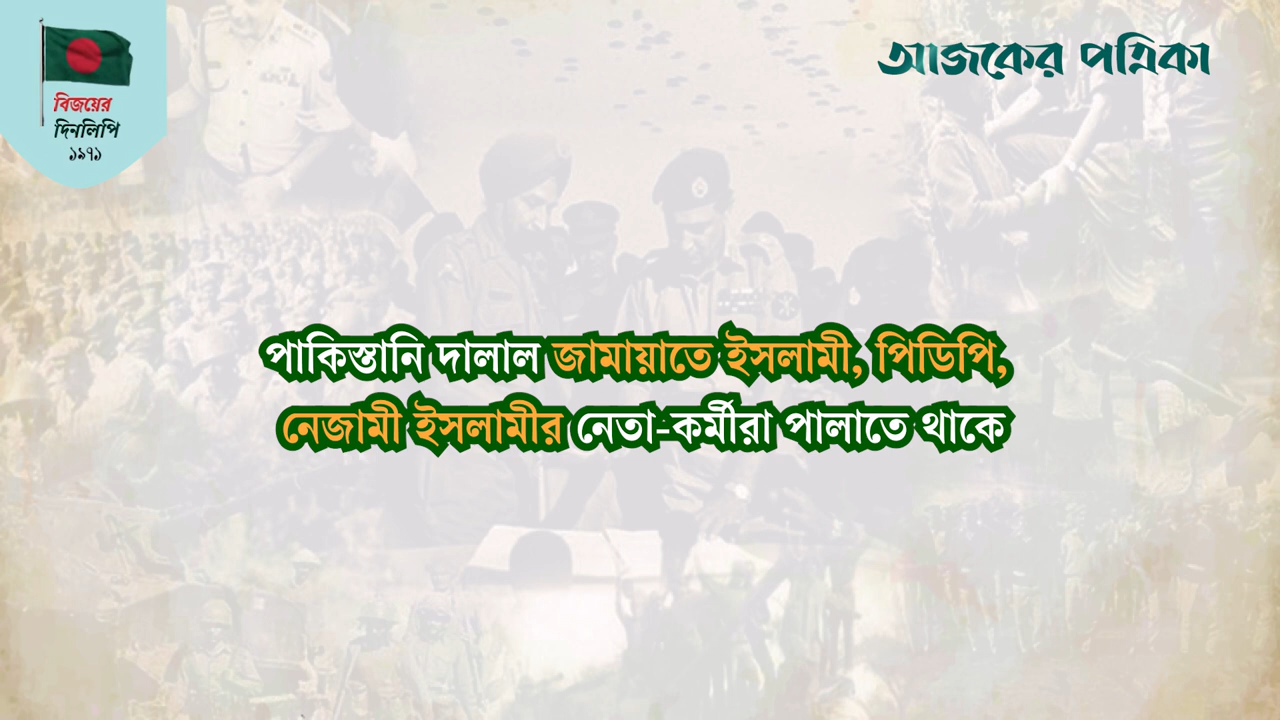 বিজয়ের
দিনলিপি
১৯৭১
আজকের পত্রিকা
পাকিস্তানি দালাল জামায়াতে ইসলামী, পিডিপি,
নেজামী ইসলামীর নেতা-কর্মীরা পালাতে থাকে